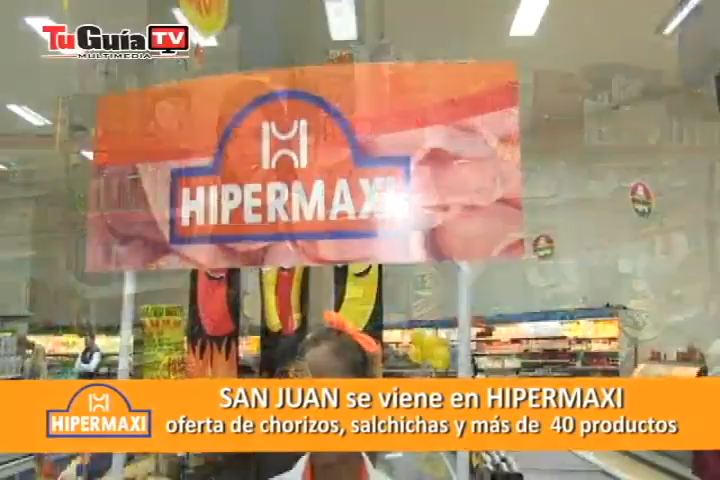 TuGuía TV
MULTIMEDIA
HIPERMAXI
SAN JUAN se viene en HIPERMAXI
HIPERMAXI
oferta de chorizos, salchichas y más de 40 productos